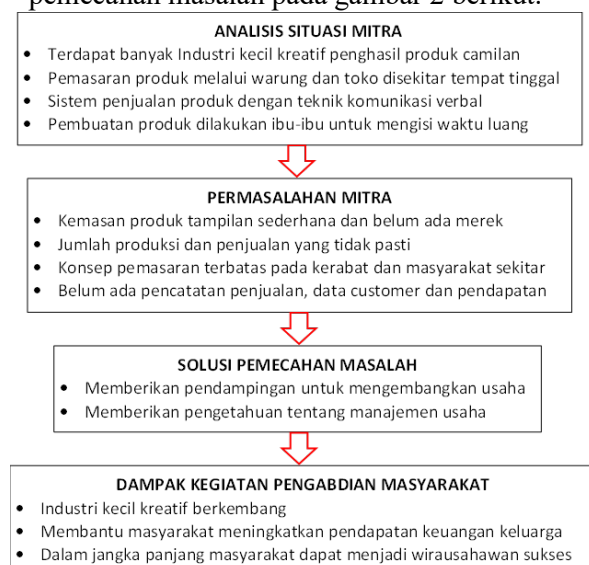 pemecahan masalah pada gambar 2 berikut.
ANALISIS SITUASI MITRA
• Terdapat banyak Industri kecil kreatif penghasil produk camilan
• Pemasaran produk melalui warung dan toko disekitar tempat tinggal
• Sistem penjualan produk dengan teknik komunikasi verbal
• Pembuatan produk dilakukan ibu-ibu untuk mengisi waktu luang
PERMASALAHAN MITRA
• Kemasan produk tampilan sederhana dan belum ada merek
• Jumlah produksi dan penjualan yang tidak pasti
• Konsep pemasaran terbatas pada kerabat dan masyarakat sekitar
• Belum ada pencatatan penjualan, data customer dan pendapatan
SOLUSI PEMECAHAN MASALAH
• Memberikan pendampingan untuk mengembangkan usaha
• Memberikan pengetahuan tentang manajemen usaha
DAMPAK KEGIATAN PENGABDIAN MASYARAKAT
• Industri kecil kreatif berkembang
• Membantu masyarakat meningkatkan pendapatan keuangan keluarga
• Dalam jangka panjang masyarakat dapat menjadi wirausahawan sukses